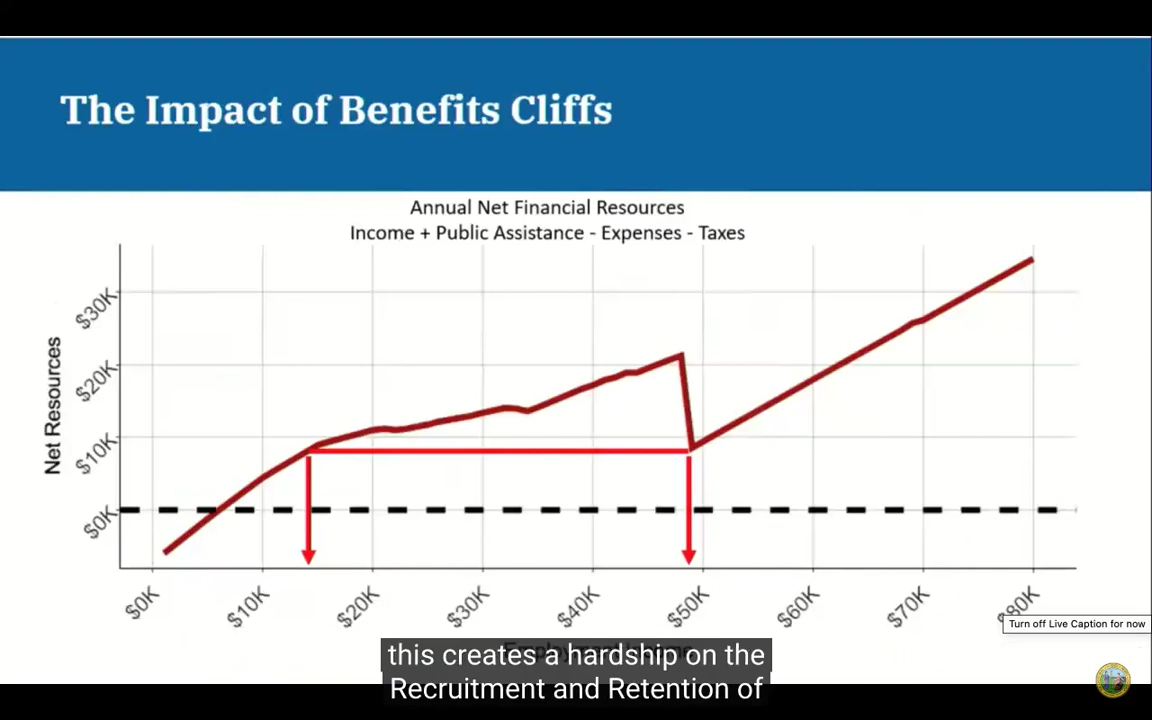 The Impact of Benefits Cliffs
Annual Net Financial Resources
Income + Public Assistance - Expenses - Taxes
Net Resources
$30K
$20K
$10K
$0K
$0K
$10K
$20K
$30K
$40K
$50K
$60K
$70K
$80K
Turn off Live Caption for now
this creates a hardship on the
Recruitment and Retention of